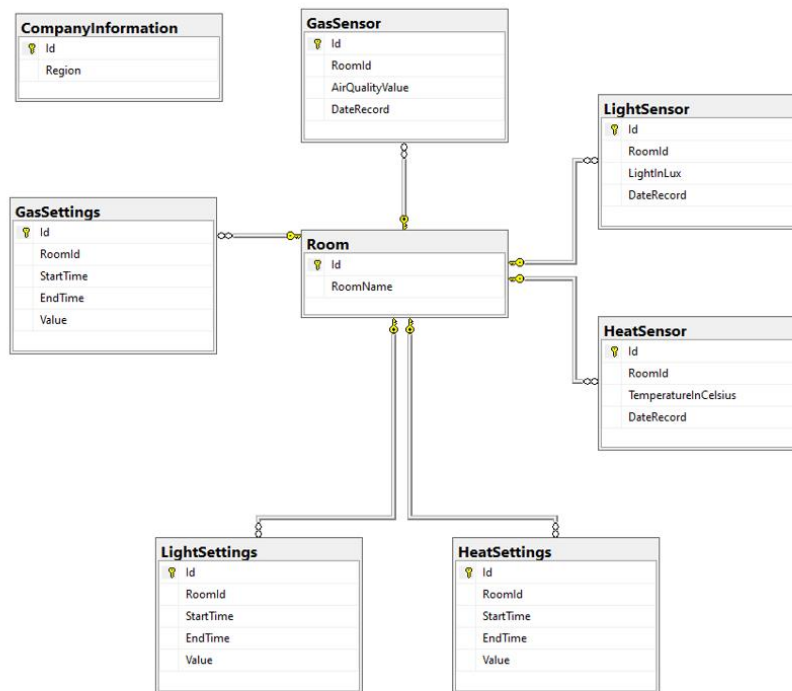 CompanyInformation
Id
Region
GasSensor
Id
RoomId
AirQualityValue
DateRecord
LightSensor
Id
RoomId
LightInLux
DateRecord
GasSettings
Id
RoomId
StartTime
EndTime
Value
Room
Id
RoomName
HeatSensor
Id
RoomId
TemperatureInCelsius
DateRecord
LightSettings
Id
RoomId
StartTime
EndTime
Value
HeatSettings
Id
RoomId
StartTime
EndTime
Value